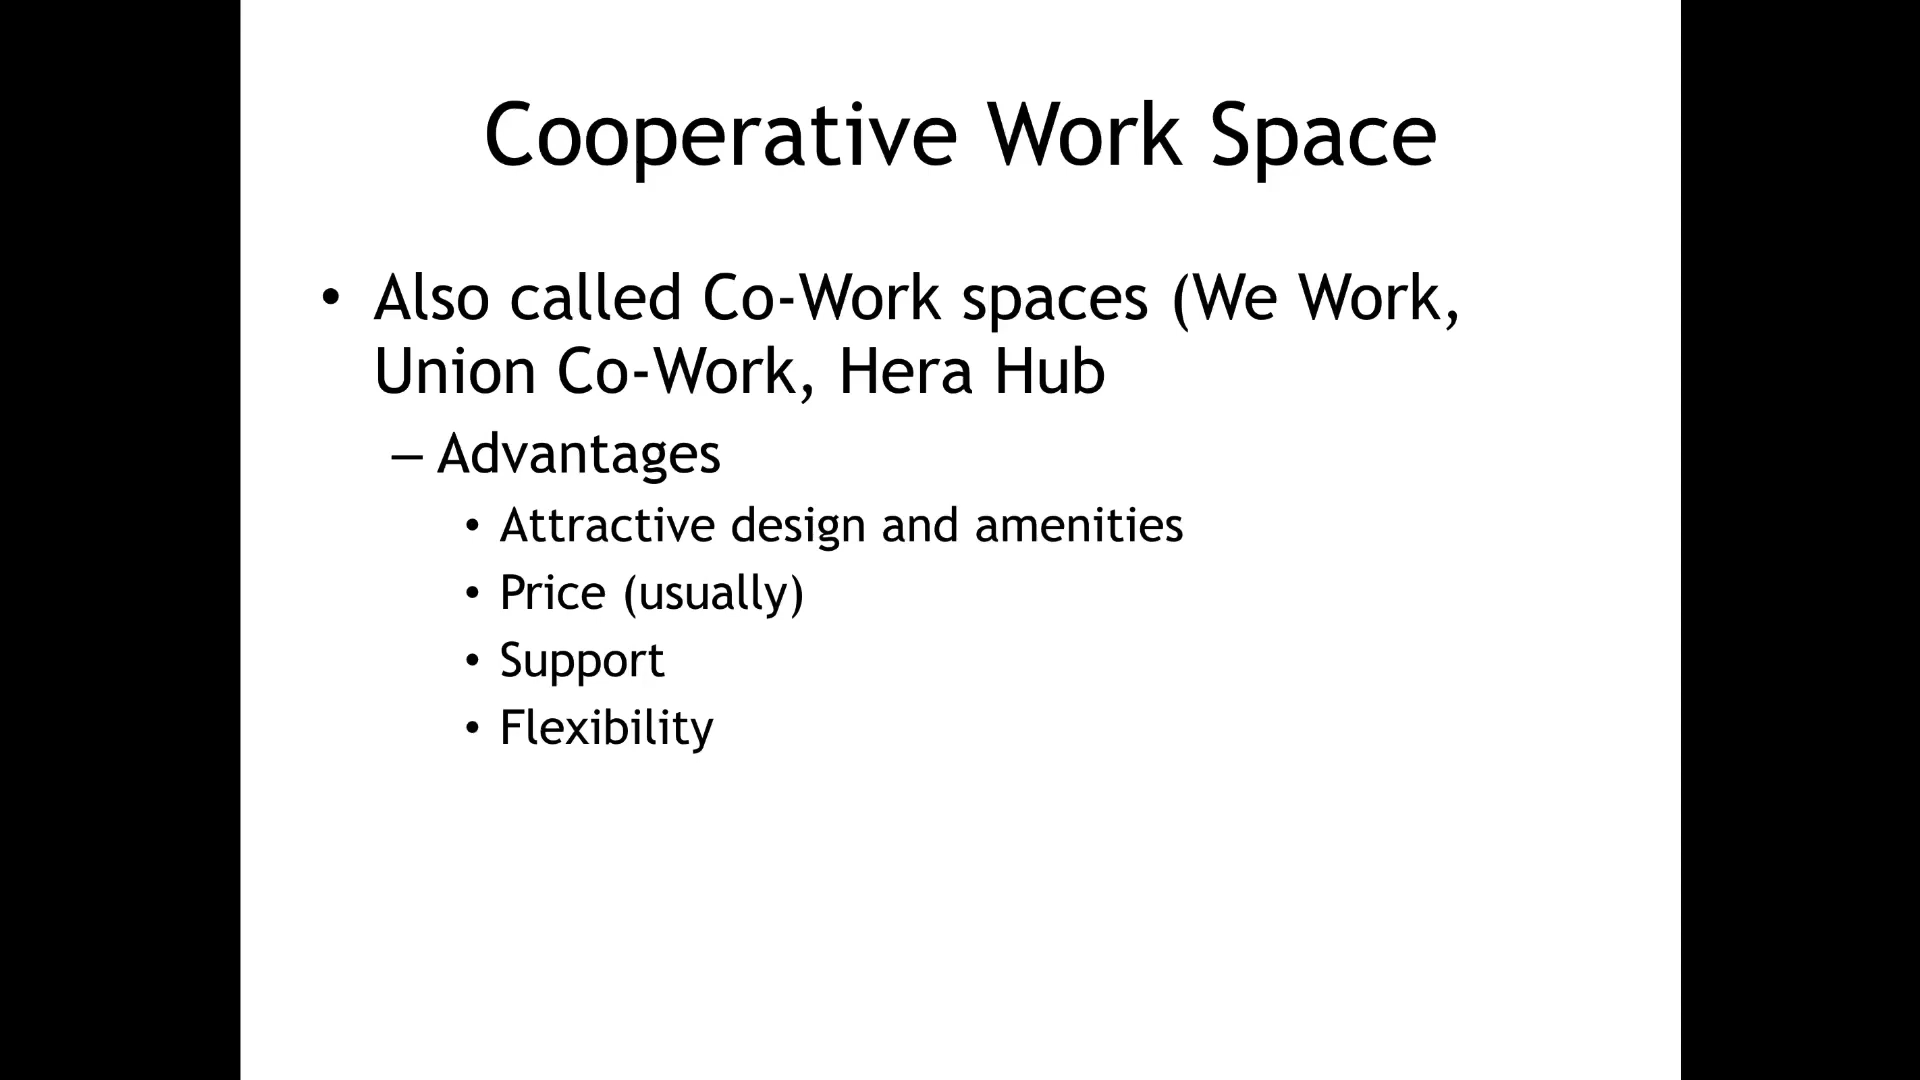 Cooperative Work Space
• Also called Co-Work spaces (We Work,
Union Co-Work, Hera Hub
– Advantages
• Attractive design and amenities
• Price (usually)
• Support
• Flexibility